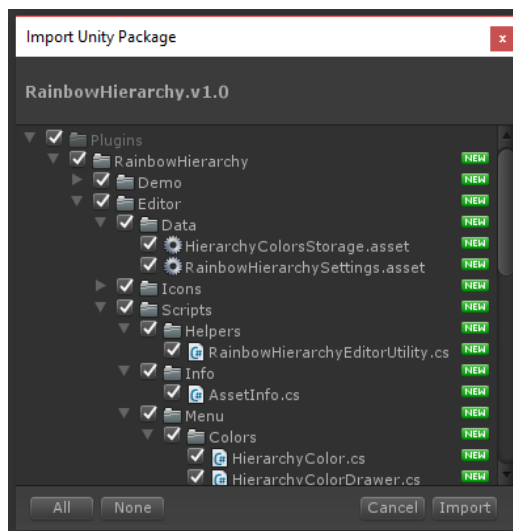 Import Unity Package
x
RainbowHierarchy.v1.0
Plugins
RainbowHierarchy NEW
Demo NEW
Editor NEW
Data NEW
HierarchyColorsStorage.asset NEW
RainbowHierarchySettings.asset NEW
Icons NEW
Scripts NEW
Helpers NEW
C# RainbowHierarchyEditorUtility.cs NEW
Info NEW
C# AssetInfo.cs NEW
Menu NEW
Colors NEW
C# HierarchyColor.cs NEW
C# HierarchyColorDrawer.cs NEW
All None Cancel Import